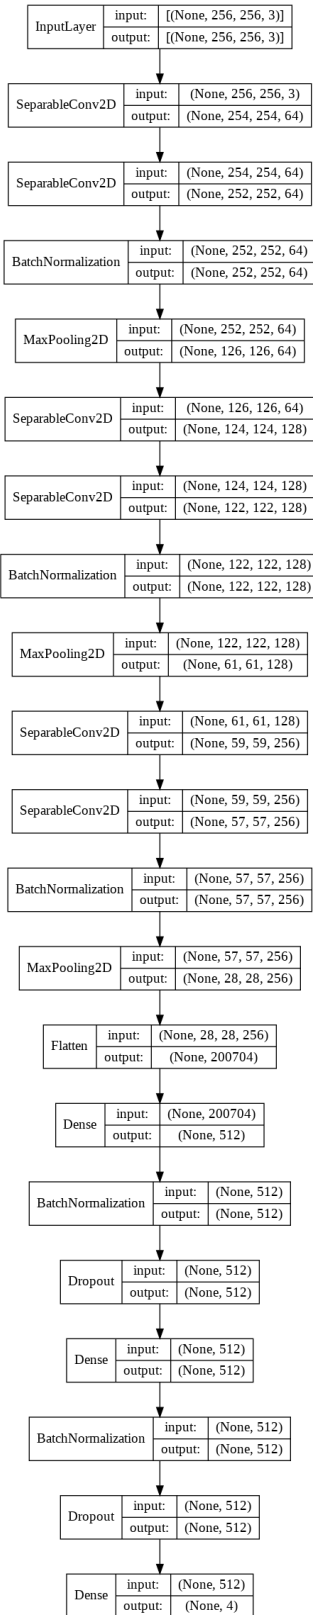 InputLayer
input: [(None, 256, 256, 3)]
output: [(None, 256, 256, 3)]
SeparableConv2D
input: (None, 256, 256, 3)
output: (None, 254, 254, 64)
SeparableConv2D
input: (None, 254, 254, 64)
output: (None, 252, 252, 64)
BatchNormalization
input: (None, 252, 252, 64)
output: (None, 252, 252, 64)
MaxPooling2D
input: (None, 252, 252, 64)
output: (None, 126, 126, 64)
SeparableConv2D
input: (None, 126, 126, 64)
output: (None, 124, 124, 128)
SeparableConv2D
input: (None, 124, 124, 128)
output: (None, 122, 122, 128)
BatchNormalization
input: (None, 122, 122, 128)
output: (None, 122, 122, 128)
MaxPooling2D
input: (None, 122, 122, 128)
output: (None, 61, 61, 128)
SeparableConv2D
input: (None, 61, 61, 128)
output: (None, 59, 59, 256)
SeparableConv2D
input: (None, 59, 59, 256)
output: (None, 57, 57, 256)
BatchNormalization
input: (None, 57, 57, 256)
output: (None, 57, 57, 256)
MaxPooling2D
input: (None, 57, 57, 256)
output: (None, 28, 28, 256)
Flatten
input: (None, 28, 28, 256)
output: (None, 200704)
Dense
input: (None, 200704)
output: (None, 512)
BatchNormalization
input: (None, 512)
output: (None, 512)
Dropout
input: (None, 512)
output: (None, 512)
Dense
input: (None, 512)
output: (None, 512)
BatchNormalization
input: (None, 512)
output: (None, 512)
Dropout
input: (None, 512)
output: (None, 512)
Dense
input: (None, 512)
output: (None, 4)